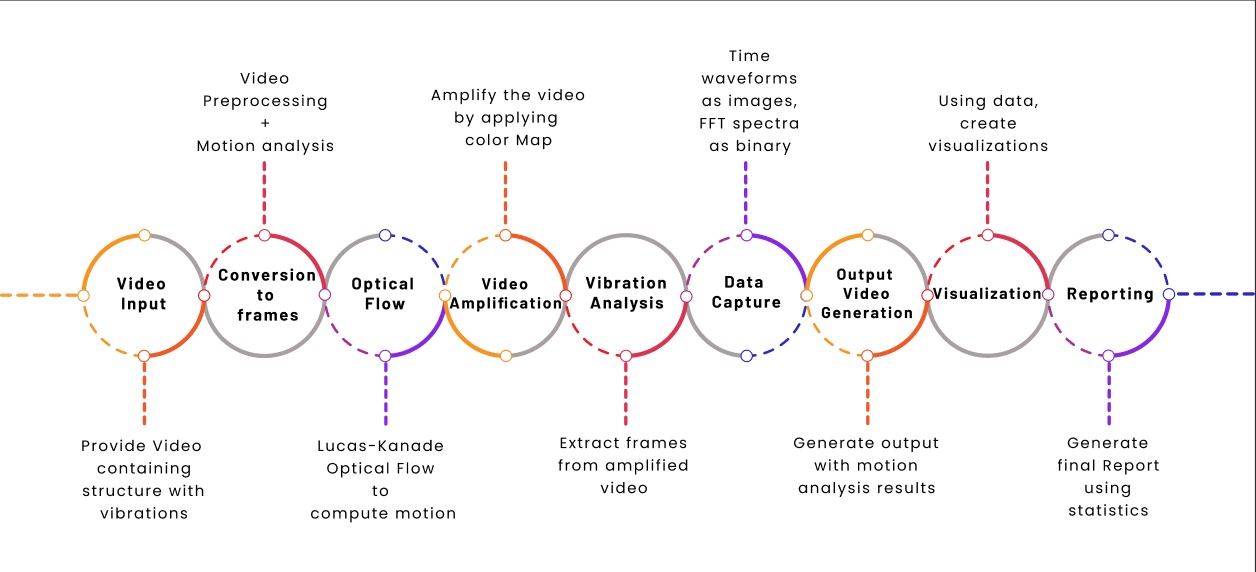 Video
Preprocessing
+
Motion analysis
Amplify the video
by applying
color Map
Time
waveforms
as images,
FFT spectra
as binary
Using data,
create
visualizations
Video
Input
Conversion
to
frames
Optical
Flow
Video
Amplification
Vibration
Analysis
Data
Capture
Output
Video
Generation
Visualization
Reporting
Provide Video
containing
structure with
vibrations
Lucas-Kanade
Optical Flow
to
compute motion
Extract frames
from amplified
video
Generate output
with motion
analysis results
Generate
final Report
using
statistics